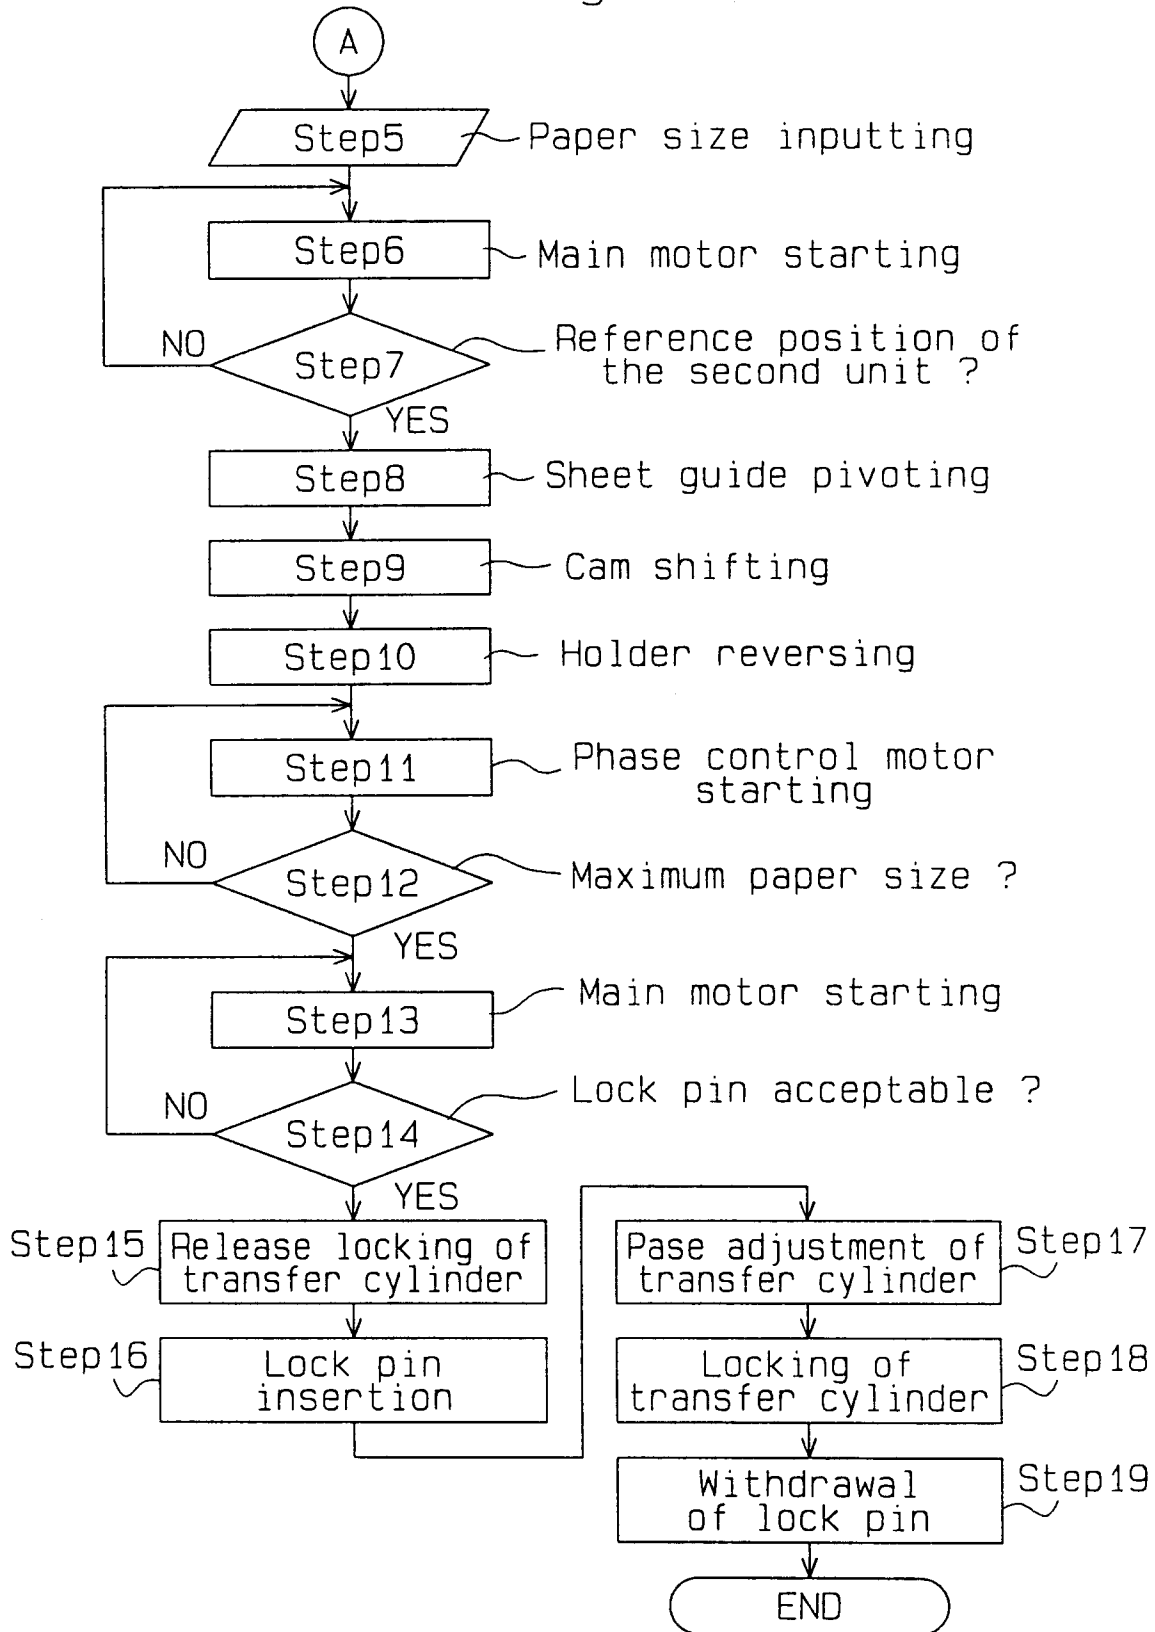 A
Step5
Paper size inputting
Step6
Main motor starting
NO
Step7
Reference position of
the second unit ?
YES
Step8
Sheet guide pivoting
Step9
Cam shifting
Step10
Holder reversing
Step11
Phase control motor
starting
NO
Step12
Maximum paper size ?
YES
Step13
Main motor starting
NO
Step14
Lock pin acceptable ?
YES
Step15
Release locking of
transfer cylinder
Step16
Lock pin
insertion
Pase adjustment of
transfer cylinder
Step17
Locking of
transfer cylinder
Step18
Withdrawal
of lock pin
Step19
END